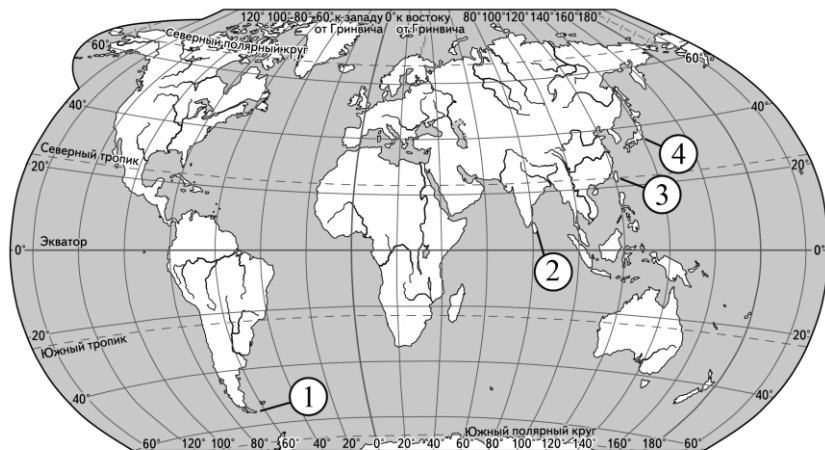 120° 100° 80° 60° к западу 0° к востоку 80° 100° 120° 140° 160° 180°
от Гринвича от Гринвича
Северный полярный круг
60° 60°
40° 40°
4
Северный тропик
20° 20°
3
Экватор
0° 0°
2
20° 20°
Южный тропик
1
40° 40°
Южный полярный круг
60° 120° 100° 80° 60° 40° 20° 0° 20° 40° 60° 80° 100° 120° 140° 160° 180° 60°